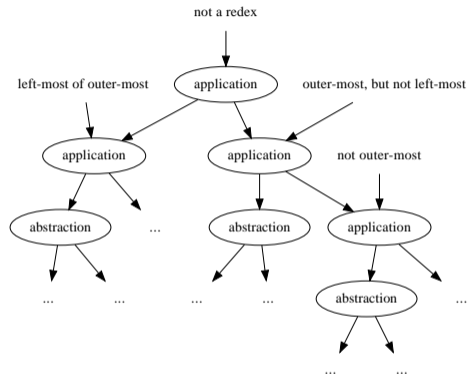 not a redex
application
left-most of outer-most
outer-most, but not left-most
application
application
not outer-most
abstraction
...
abstraction
application
...
...
...
...
abstraction
...
...
...